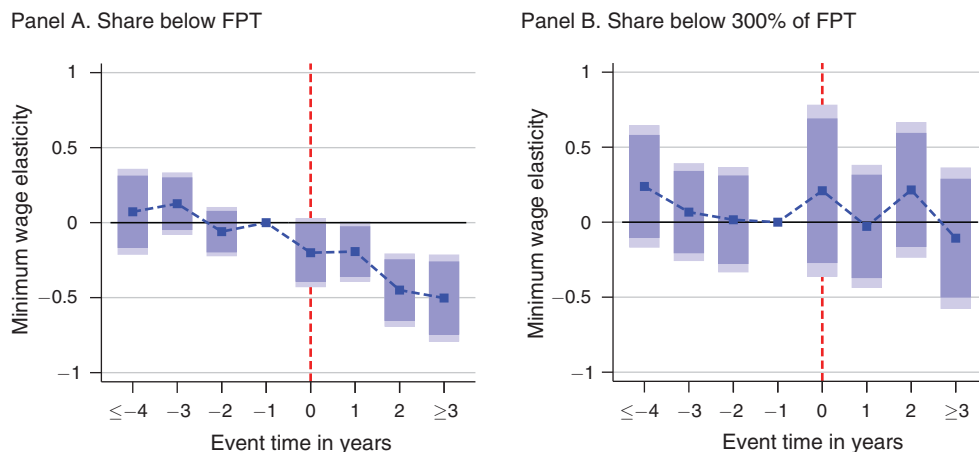 Panel A. Share below FPT
Minimum wage elasticity
1
0.5
0
−0.5
−1
≤−4 −3 −2 −1 0 1 2 ≥3
Event time in years
Panel B. Share below 300% of FPT
Minimum wage elasticity
1
0.5
0
−0.5
−1
≤−4 −3 −2 −1 0 1 2 ≥3
Event time in years